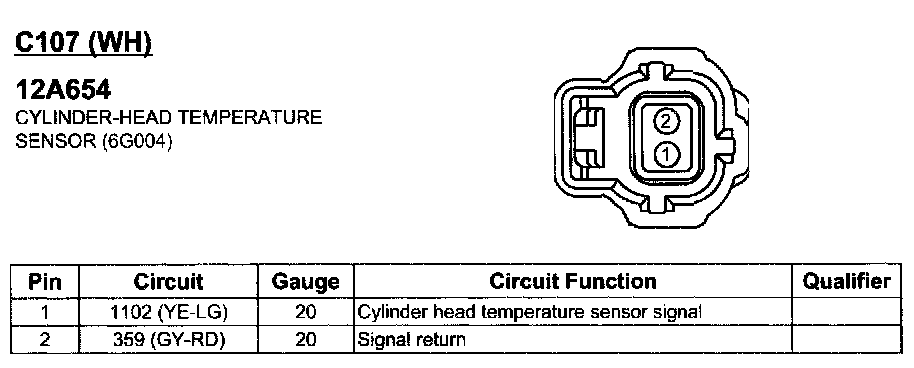 C107 (WH)
12A654
CYLINDER-HEAD TEMPERATURE
SENSOR (6G004)
2
1
Pin Circuit Gauge Circuit Function Qualifier
1 1102 (YE-LG) 20 Cylinder head temperature sensor signal
2 359 (GY-RD) 20 Signal return